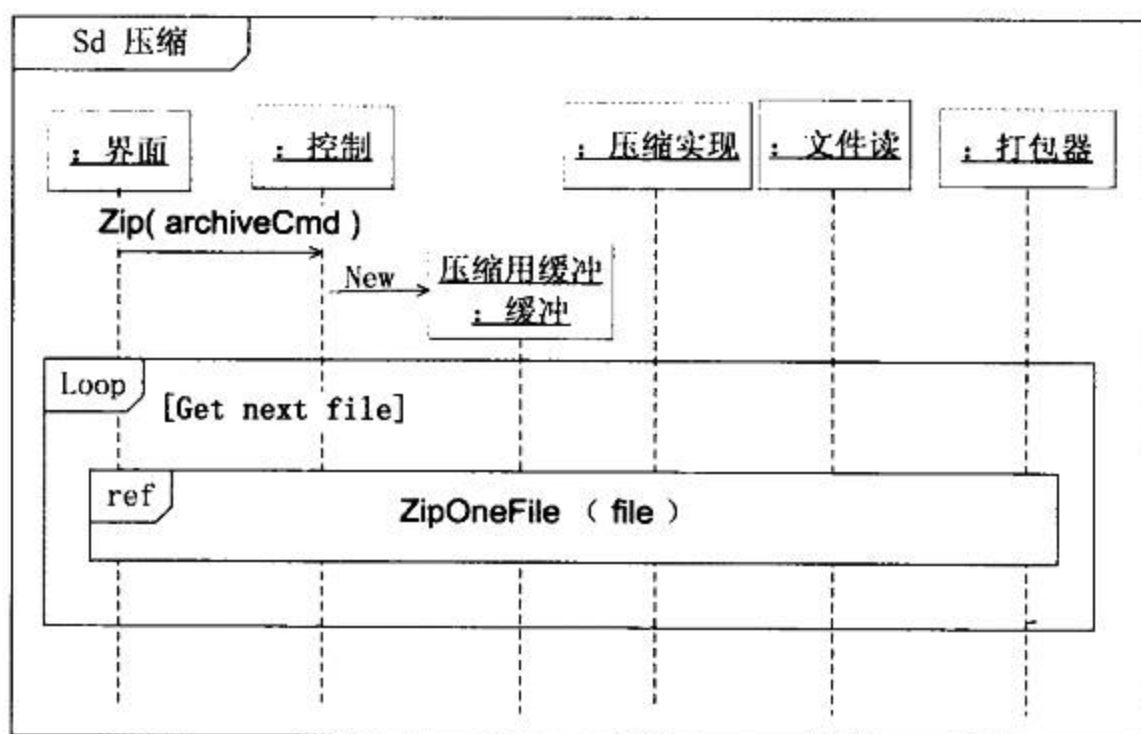 Sd 压缩
: 界面
: 控制
: 压缩实现
: 文件读
: 打包器
Zip( archiveCmd )
New
压缩用缓冲
: 缓冲
Loop
[Get next file]
ref
ZipOneFile （ file ）